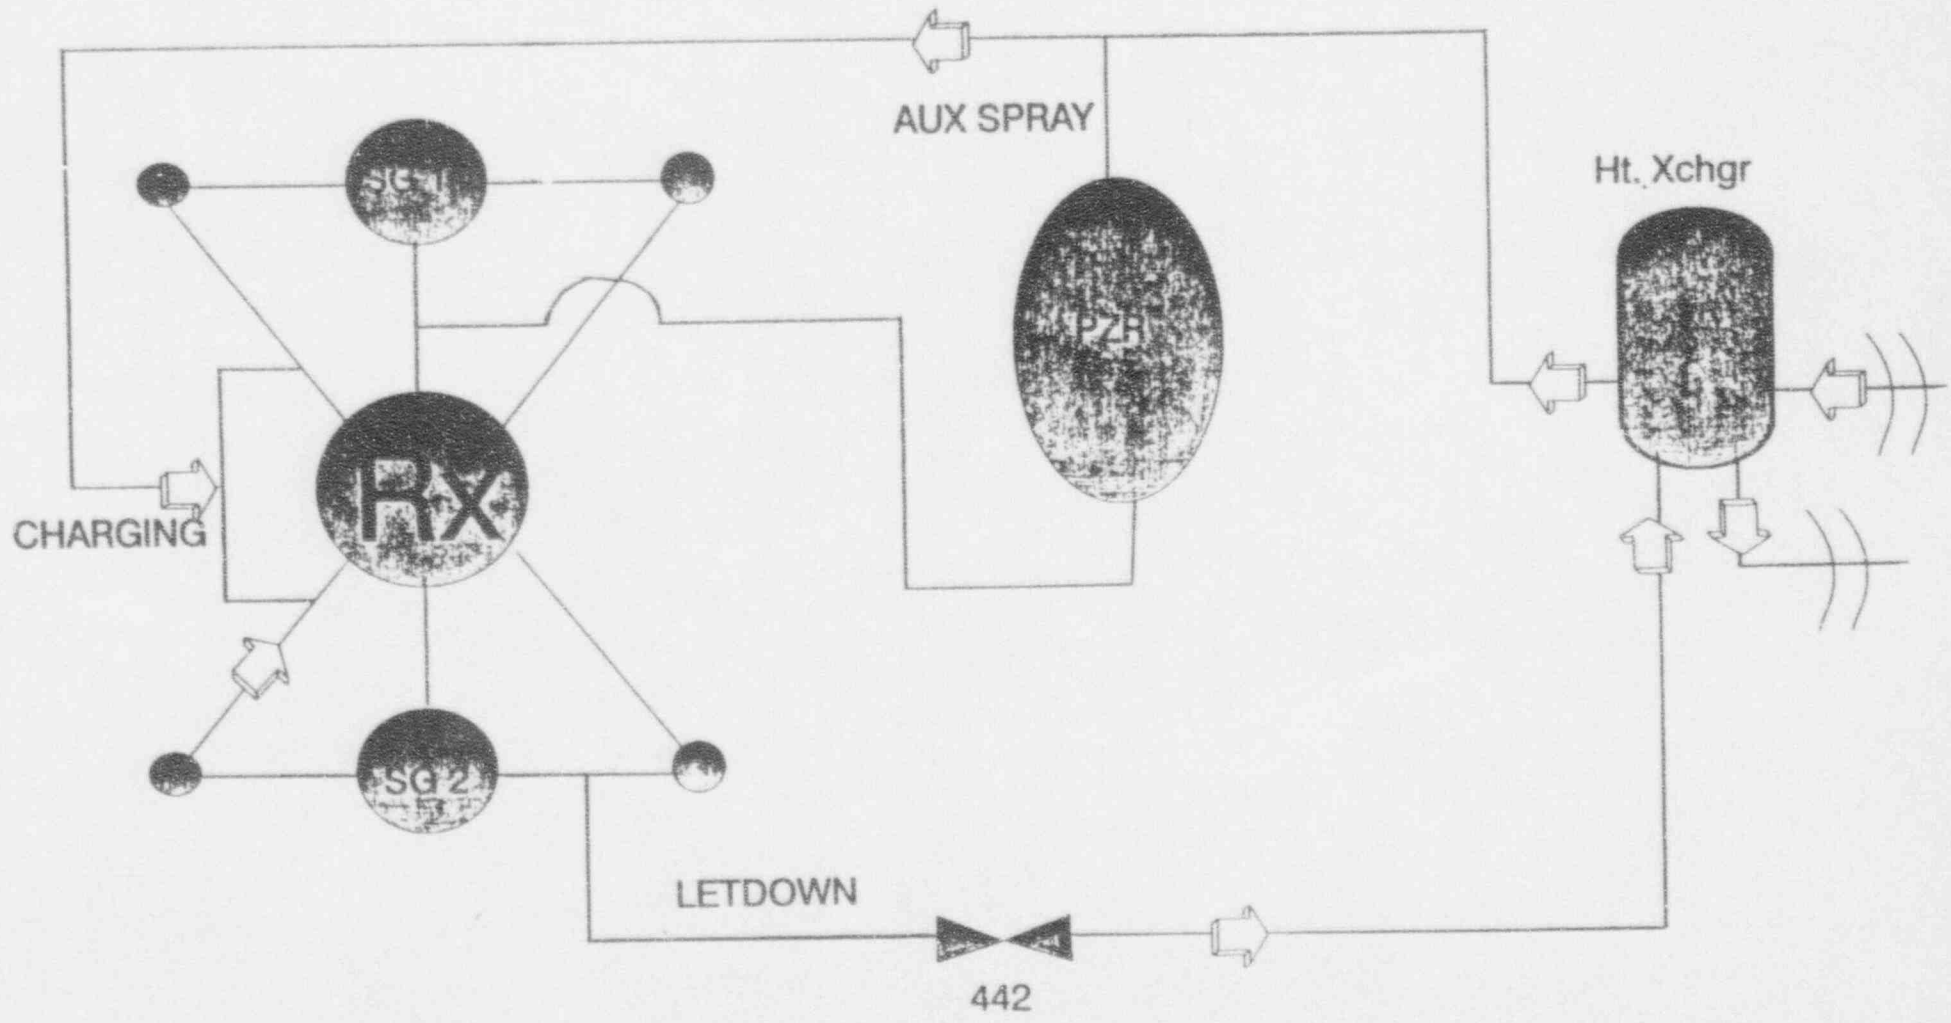 AUX SPRAY
Ht. Xchgr
SG 1
PZR
Rx
CHARGING
SG 2
LETDOWN
442